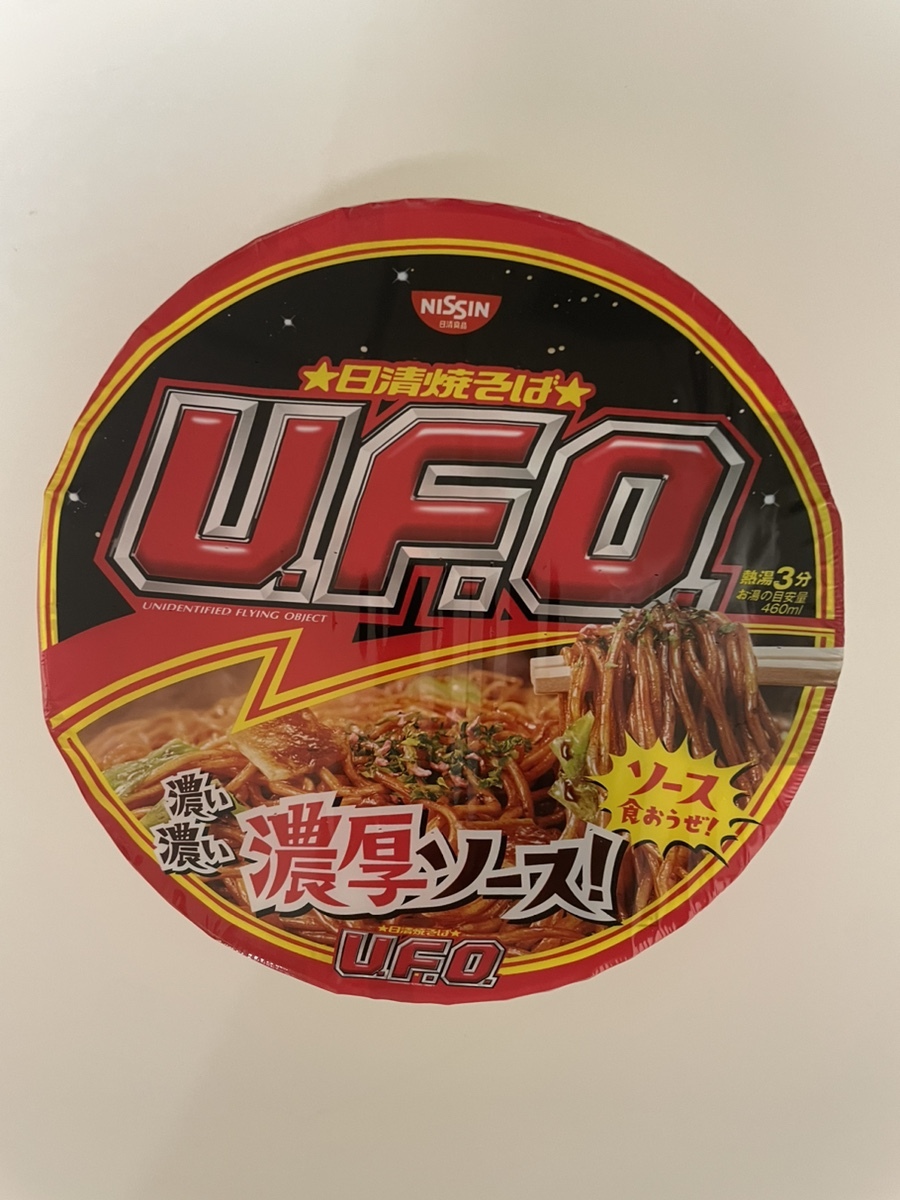 NISSIN
日清食品
★日清焼そば★
U.F.O.
UNIDENTIFIED FLYING OBJECT
熱湯3分
お湯の目安量
460ml
ソース
食おうぜ!
濃い
濃い
濃厚ソース!
★日清焼そば★
U.F.O.